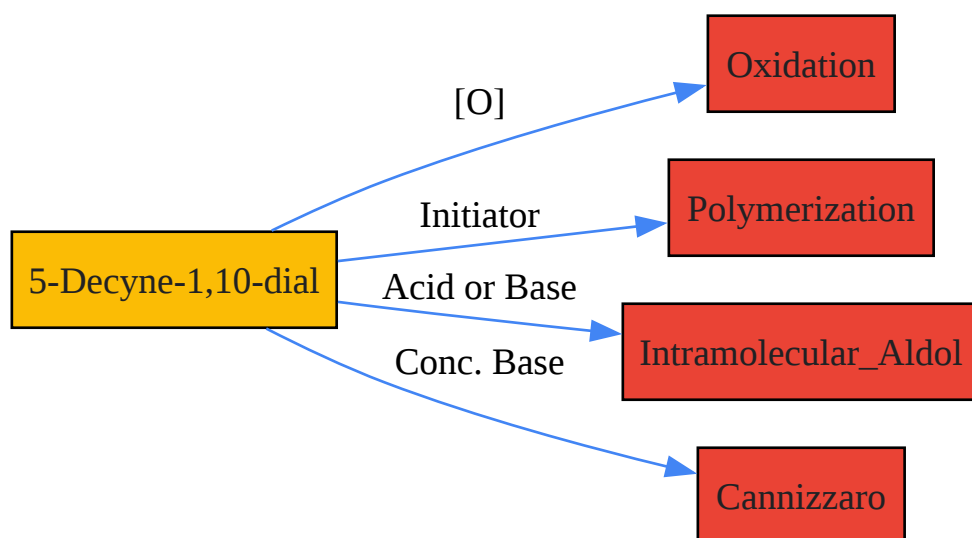 [O]
Oxidation
Initiator
Polymerization
5-Decyne-1,10-dial
Acid or Base
Intramolecular_Aldol
Conc. Base
Cannizzaro